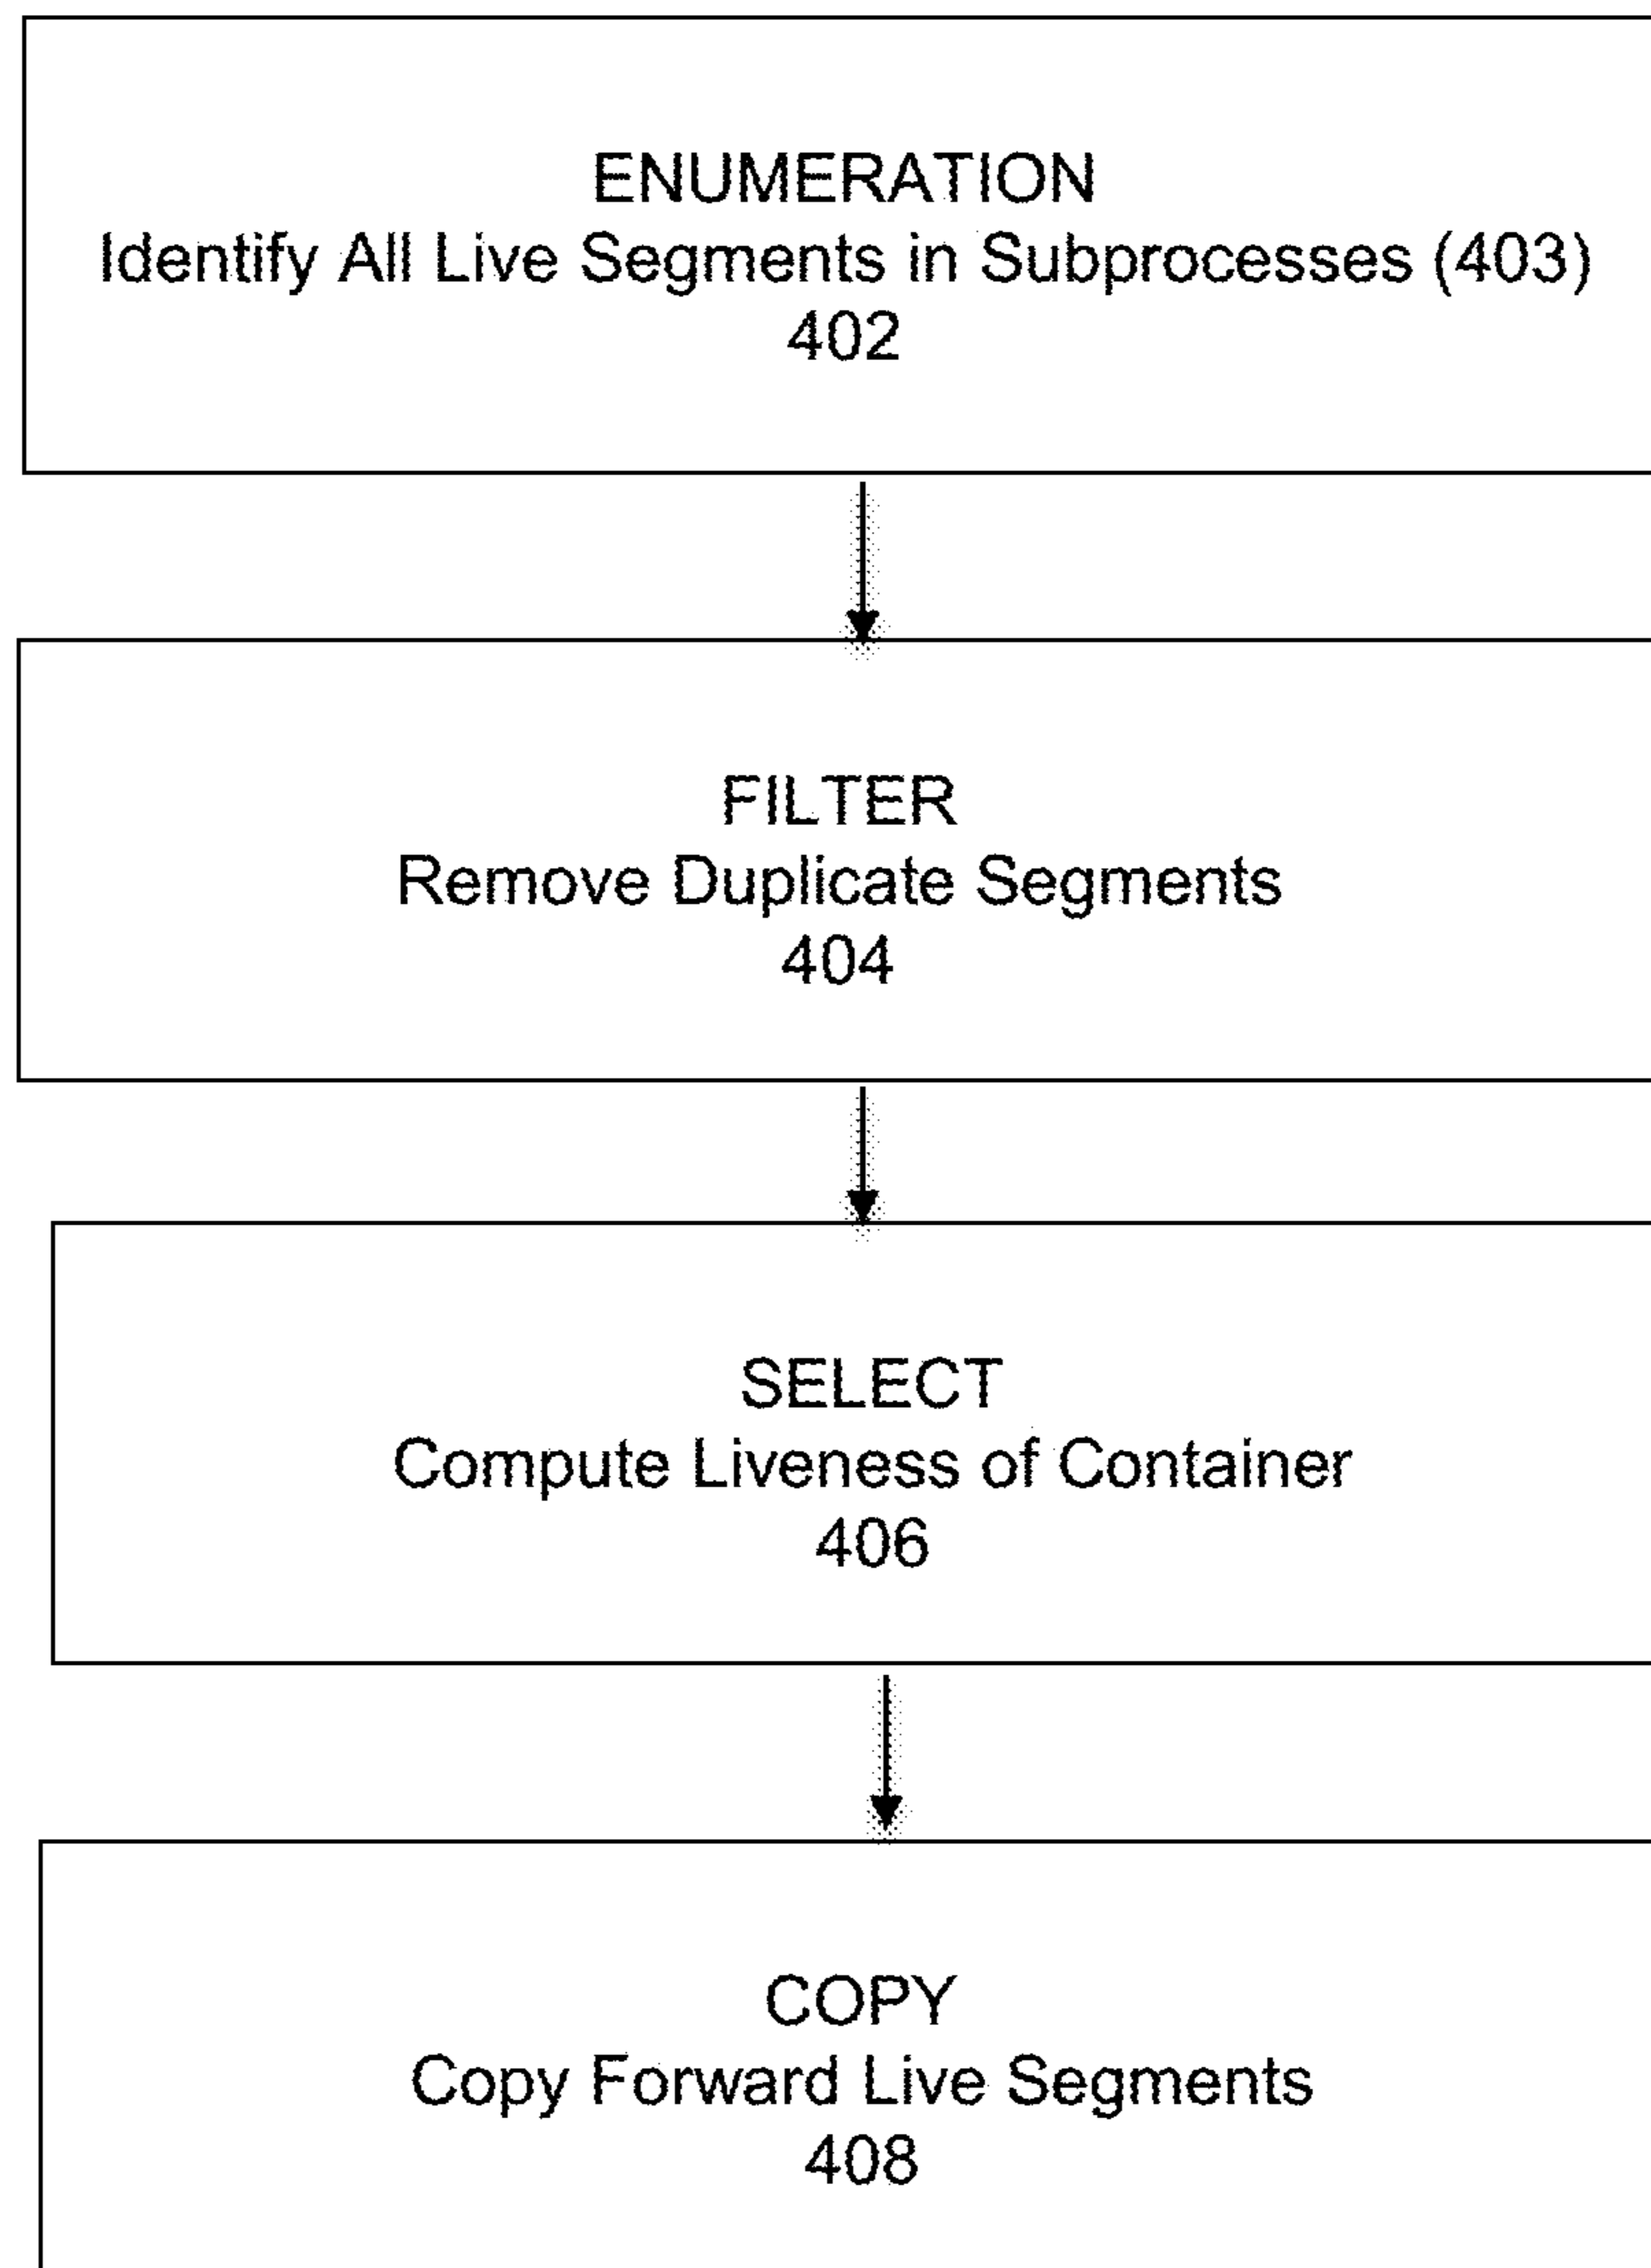 ENUMERATION
Identify All Live Segments in Subprocesses (403)
402
FILTER
Remove Duplicate Segments
404
SELECT
Compute Liveness of Container
406
COPY
Copy Forward Live Segments
408